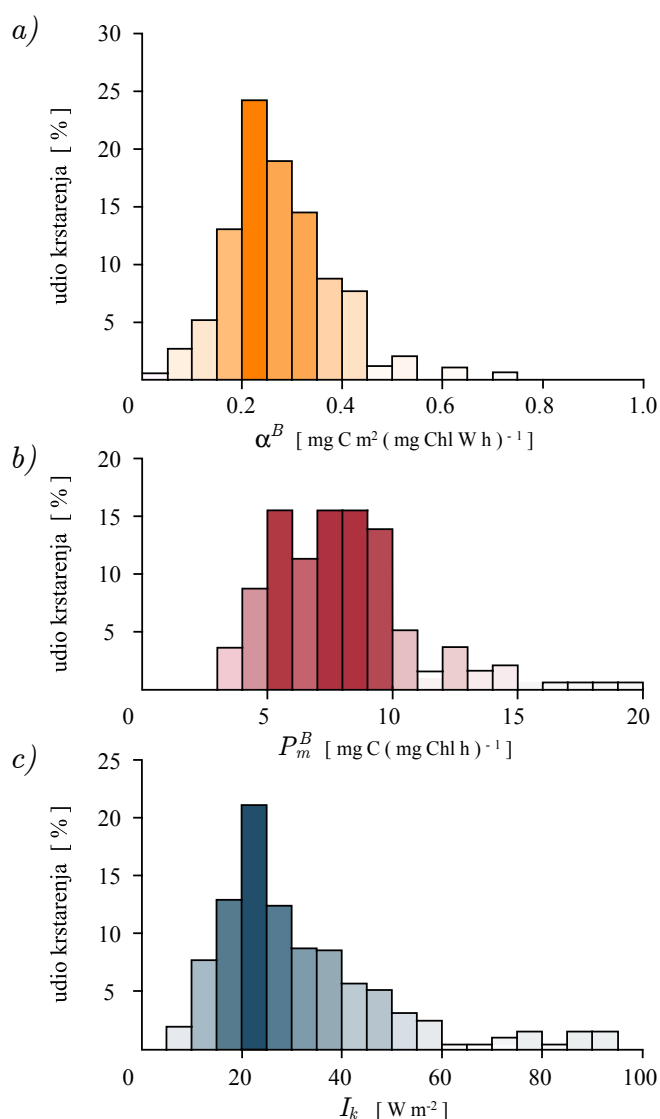 a)
udio krstarenja [ % ]
30
25
20
15
10
5
0 0.2 0.4 0.6 0.8 1.0
α^B [ mg C m² ( mg Chl W h ) ⁻¹ ]
b)
udio krstarenja [ % ]
20
15
10
5
0 5 10 15 20
P_m^B [ mg C ( mg Chl h ) ⁻¹ ]
c)
udio krstarenja [ % ]
25
20
15
10
5
0 20 40 60 80 100
I_k [ W m⁻² ]